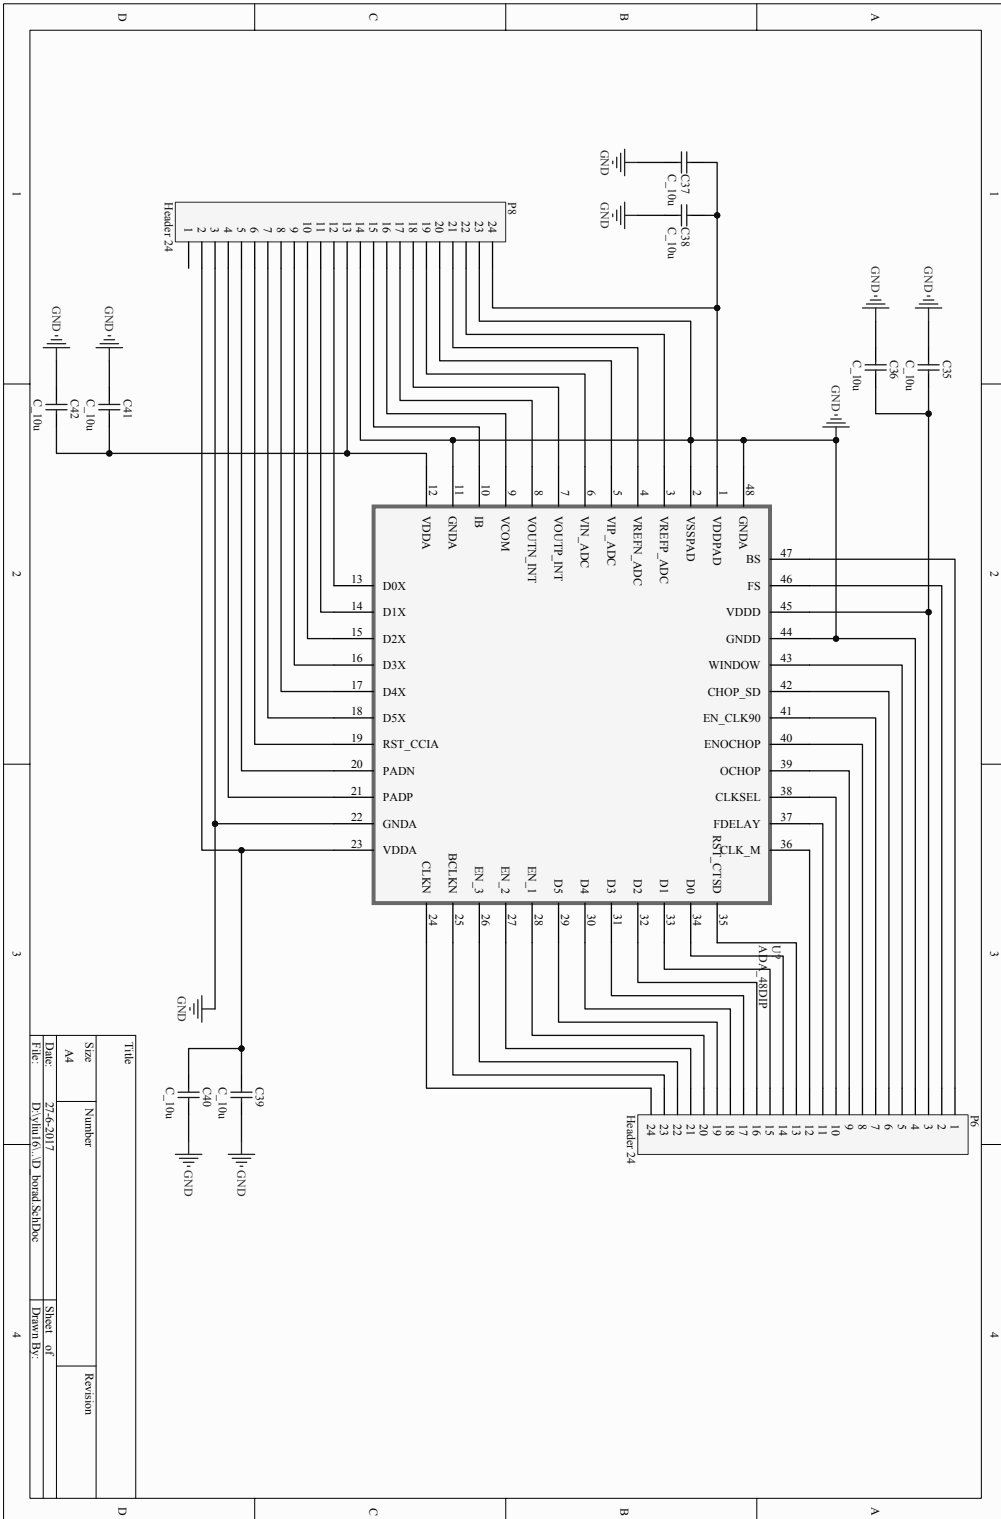 1
2
3
4
1
2
3
4
A
B
C
D
A
B
C
D
C35
C_10u
GND
C36
C_10u
GND
C37
C_10u
GND
C38
C_10u
GND
GND
C41
C_10u
GND
C42
C_10u
GND
P8
24
23
22
21
20
19
18
17
16
15
14
13
12
11
10
9
8
7
6
5
4
3
2
1
Header 24
48 GNDA
1 VDDPAD
2 VSSPAD
3 VREFP_ADC
4 VREFN_ADC
5 VIP_ADC
6 VIN_ADC
7 VOUTP_INT
8 VOUTN_INT
9 VCOM
10 IB
11 GNDA
12 VDDA
13 D0X
14 D1X
15 D2X
16 D3X
17 D4X
18 D5X
19 RST_CCIA
20 PADN
21 PADP
22 GNDA
23 VDDA
BS 47
FS 46
VDDD 45
GNDD 44
WINDOW 43
CHOP_SD 42
EN_CLK90 41
ENOCHOP 40
OCHOP 39
CLKSEL 38
FDELAY 37
CLK_M 36
RST_CTSD 35
D0 34
D1 33
D2 32
D3 31
D4 30
D5 29
EN_1 28
EN_2 27
EN_3 26
BCLKN 25
CLKN 24
ADA_48DIP
P6
1
2
3
4
5
6
7
8
9
10
11
12
13
14
15
16
17
18
19
20
21
22
23
24
Header 24
GND
C39
C_10u
GND
C40
C_10u
GND
Title
Size
A4
Number
Revision
Date: 27-6-2017
Sheet of
File: D:\yliu16\...\D_borad.SchDoc
Drawn By: